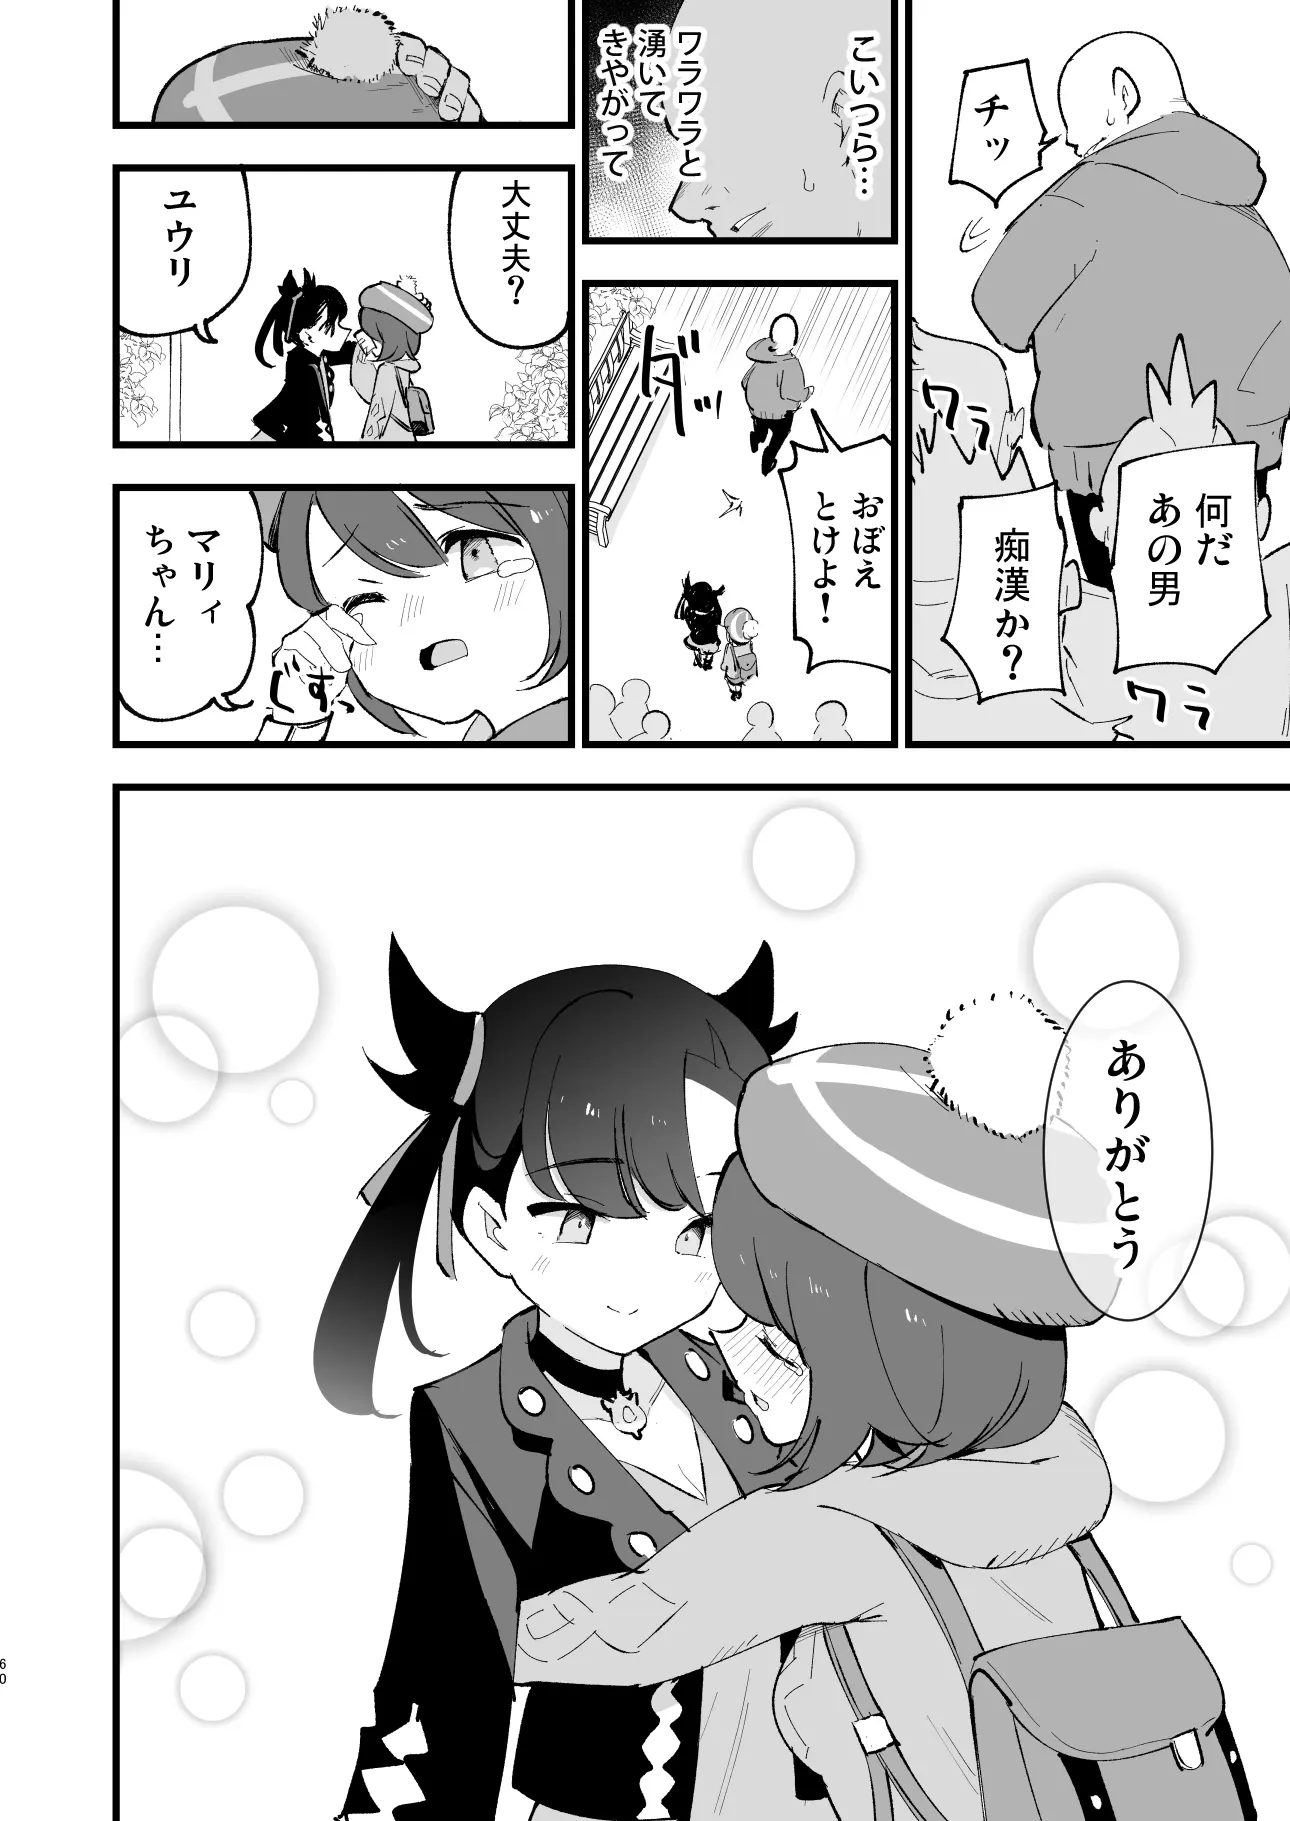 チッ
ワラ
何だ
あの男
痴漢か？
ワラ
こいつら…
ワラワラと
湧いて
きやがって
ダッ
おぼえ
とけよ！
大丈夫？
ユウリ
マリィ
ちゃん…
ぐすっ
ありがとう
60